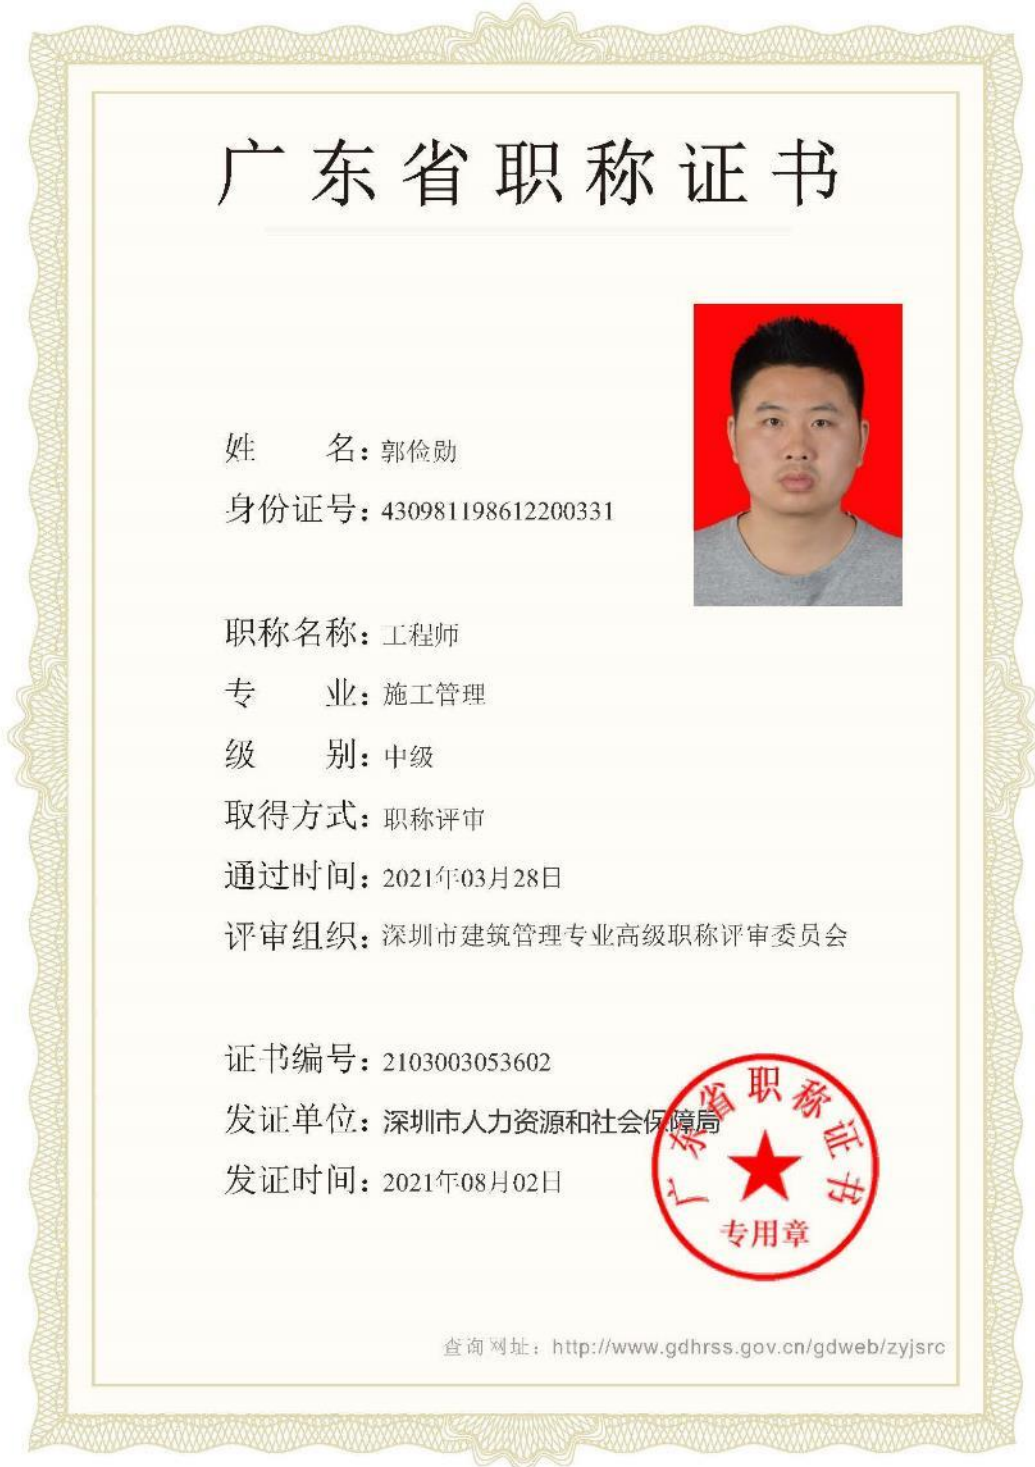 广东省职称证书
姓 名：郭俭勋
身份证号：430981198612200331
职称名称：工程师
专 业：施工管理
级 别：中级
取得方式：职称评审
通过时间：2021年03月28日
评审组织：深圳市建筑管理专业高级职称评审委员会
证书编号：2103003053602
发证单位：深圳市人力资源和社会保障局
发证时间：2021年08月02日
广东省职称证书
专用章
查询网址：http://www.gdhrss.gov.cn/gdweb/zyjsrc